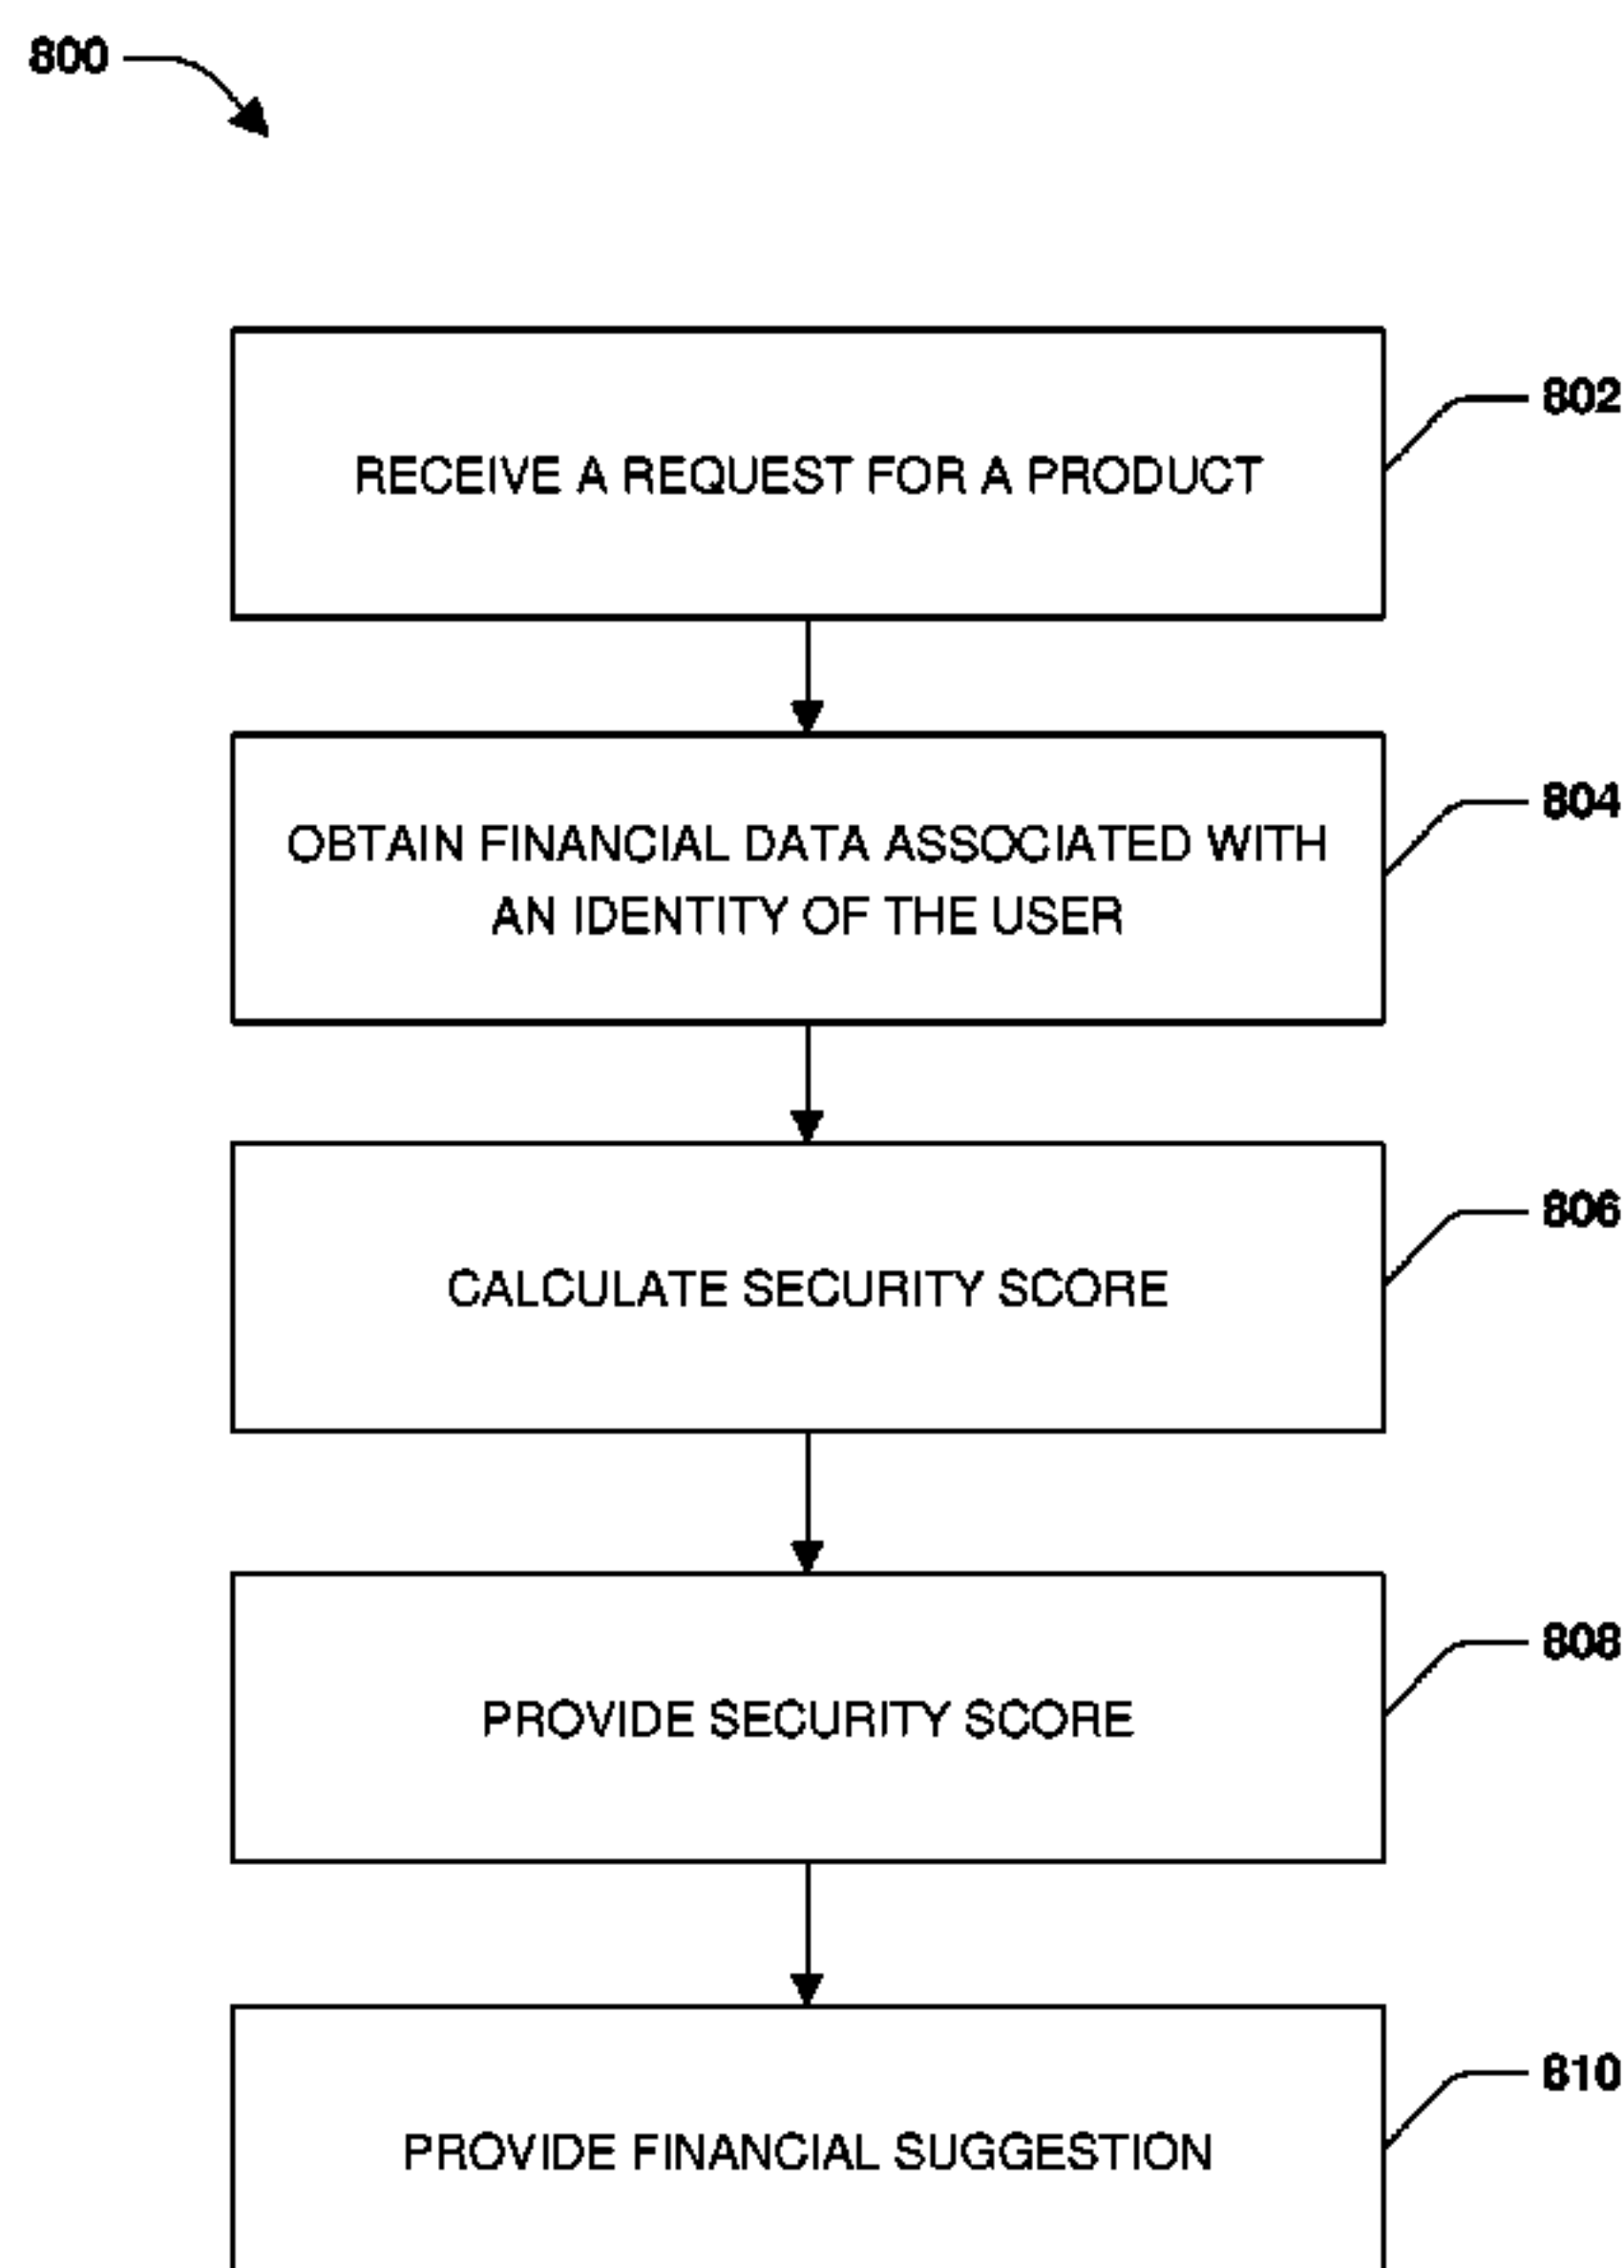 800
RECEIVE A REQUEST FOR A PRODUCT
802
OBTAIN FINANCIAL DATA ASSOCIATED WITH
AN IDENTITY OF THE USER
804
CALCULATE SECURITY SCORE
806
PROVIDE SECURITY SCORE
808
PROVIDE FINANCIAL SUGGESTION
810